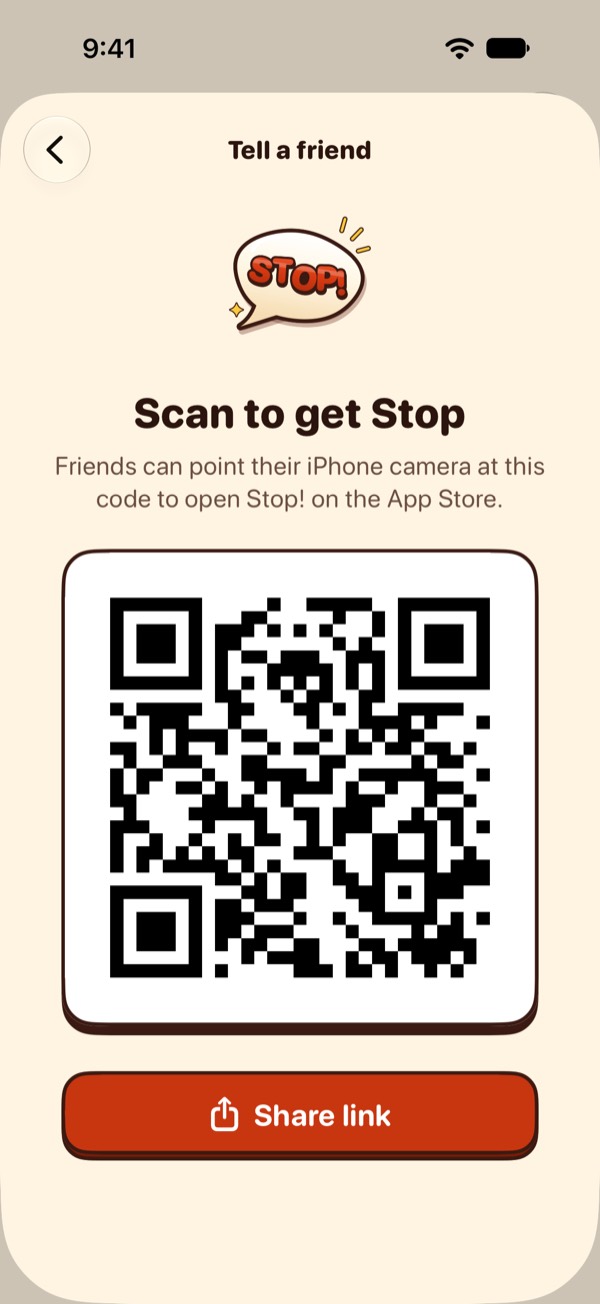 9:41
Tell a friend
STOP!
Scan to get Stop
Friends can point their iPhone camera at this
code to open Stop! on the App Store.
Share link